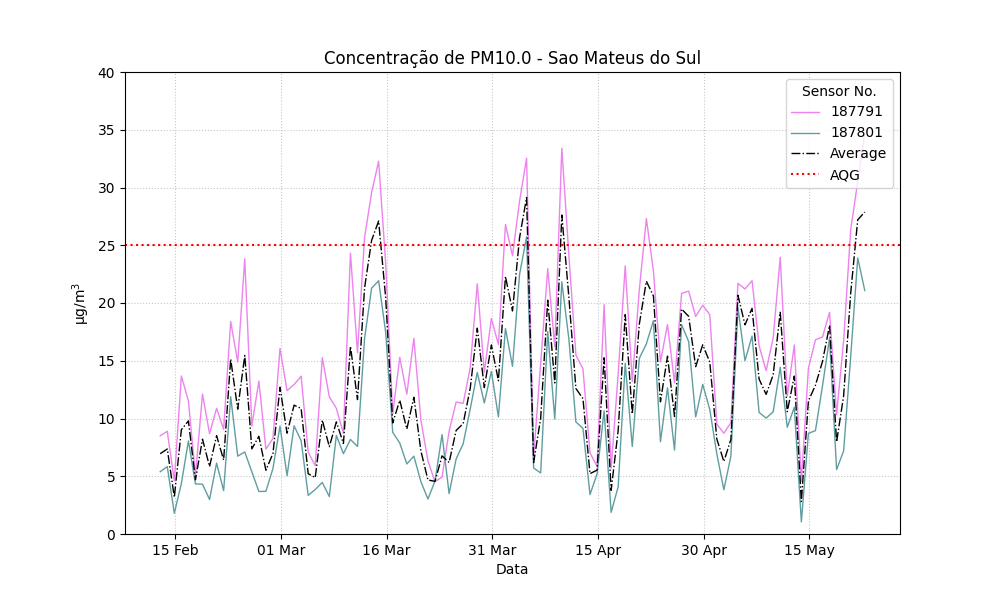 Concentração de PM10.0 - Sao Mateus do Sul
40
35
30
25
20
15
10
5
0
µg/m³
Sensor No.
187791
187801
Average
AQG
15 Feb
01 Mar
16 Mar
31 Mar
15 Apr
30 Apr
15 May
Data